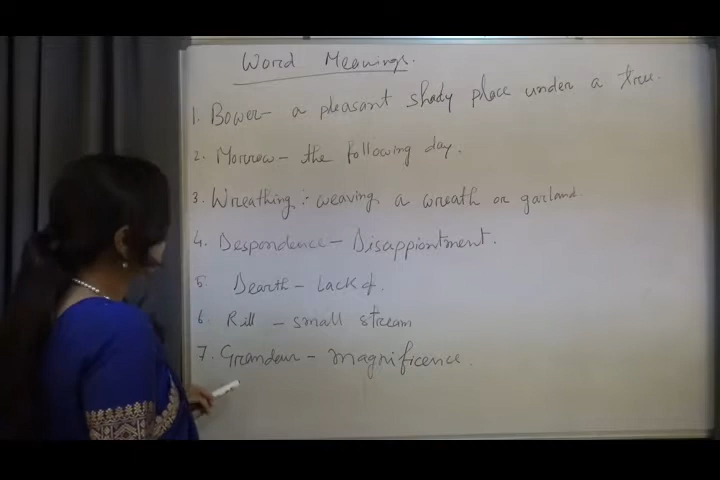 Word Meanings.
1. Bower- a pleasant shady place under a tree.
2. Morrow- the following day.
3. Wreathing: weaving a wreath or garland.
4. Despondence- Disappiontment.
5. Dearth- Lack of.
6. Rill - small stream
7. Grandeur- magnificence.